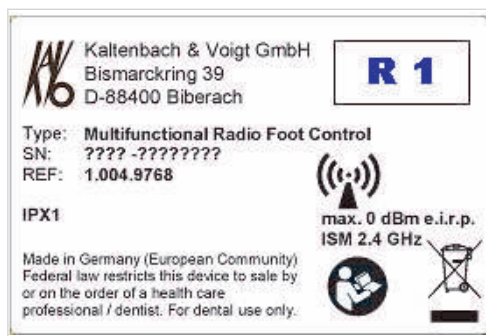 KAVO
Kaltenbach & Voigt GmbH
Bismarckring 39
D-88400 Biberach
R 1
Type: Multifunctional Radio Foot Control
SN: ???? -????????
REF: 1.004.9768
IPX1
max. 0 dBm e.i.r.p.
ISM 2.4 GHz
Made in Germany (European Community)
Federal law restricts this device to sale by
or on the order of a health care
professional / dentist. For dental use only.